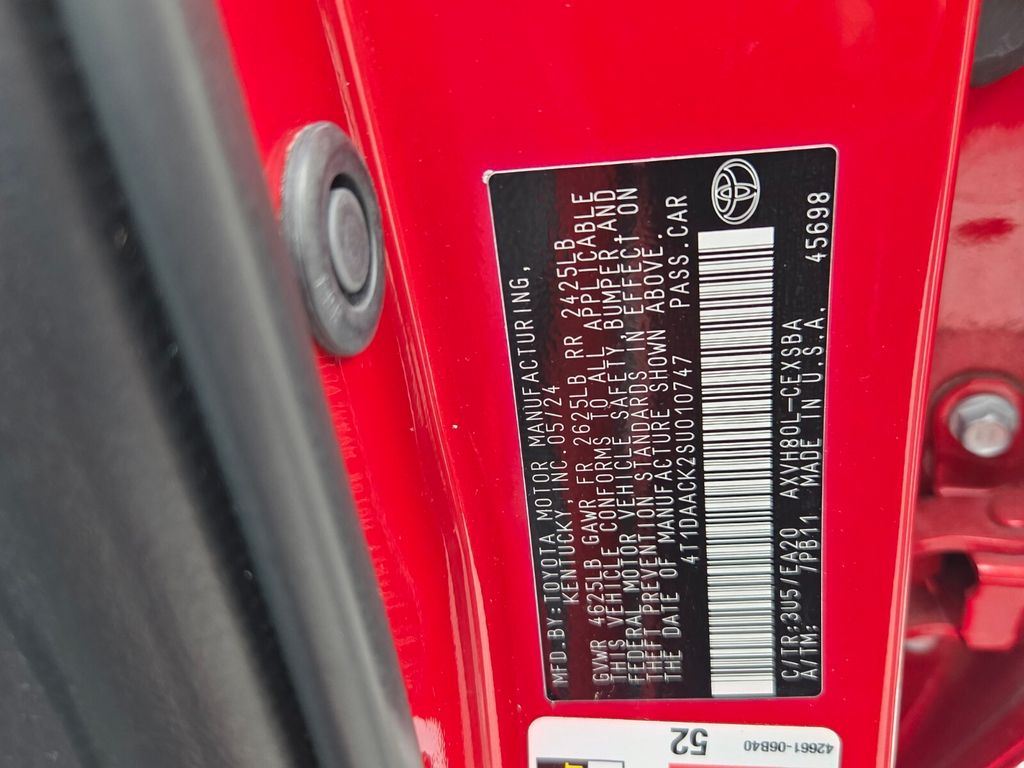 MFD.BY:TOYOTA MOTOR MANUFACTURING,
KENTUCKY, INC. 05/24
GVWR 4625LB GAWR FR 2625LB RR 2425LB
THIS VEHICLE CONFORMS TO ALL APPLICABLE
FEDERAL MOTOR VEHICLE SAFETY, BUMPER, AND
THEFT PREVENTION STANDARDS IN EFFECT ON
THE DATE OF MANUFACTURE SHOWN ABOVE.
4T1DAACK2SU010747 PASS.CAR
C/TR:3U5/EA20 AXVH80L-CEXSBA 45698
A/TM: /PB11 MADE IN U.S.A.
52
42661-06B40